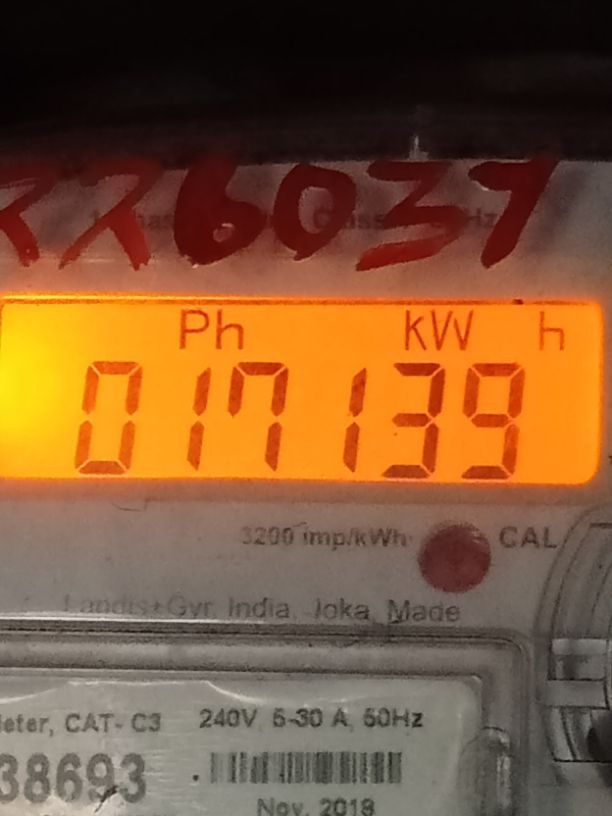 226037
Ph kW h
017139
3200 imp/kWh CAL
Landis+Gyr, India, Joka, Made
eter, CAT- C3 240V, 5-30 A, 50Hz
38693
Nov. 2018